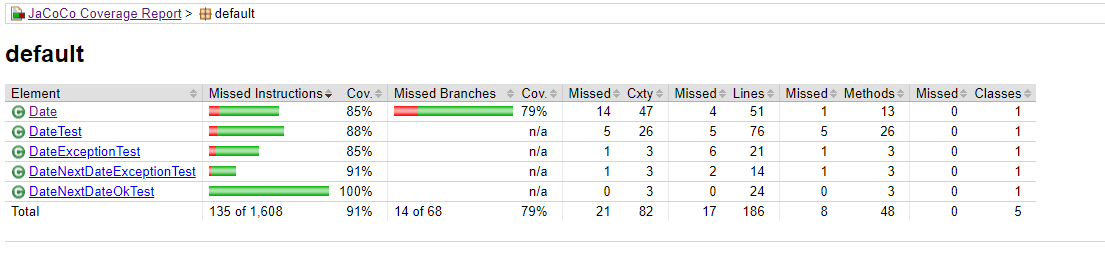 JaCoCo Coverage Report > default
default
Element Missed Instructions Cov. Missed Branches Cov. Missed Cxty Missed Lines Missed Methods Missed Classes
Date 85% 79% 14 47 4 51 1 13 0 1
DateTest 88% n/a 5 26 5 76 5 26 0 1
DateExceptionTest 85% n/a 1 3 6 21 1 3 0 1
DateNextDateExceptionTest 91% n/a 1 3 2 14 1 3 0 1
DateNextDateOkTest 100% n/a 0 3 0 24 0 3 0 1
Total 135 of 1,608 91% 14 of 68 79% 21 82 17 186 8 48 0 5